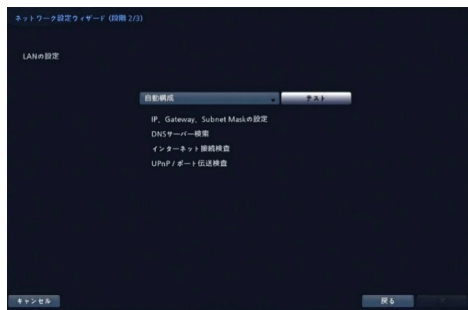 ネットワーク設定ウィザード (段階 2/3)
LANの設定
自動構成
テスト
IP、Gateway、Subnet Maskの設定
DNSサーバー検索
インターネット接続検査
UPnP / ポート伝送検査
キャンセル
戻る